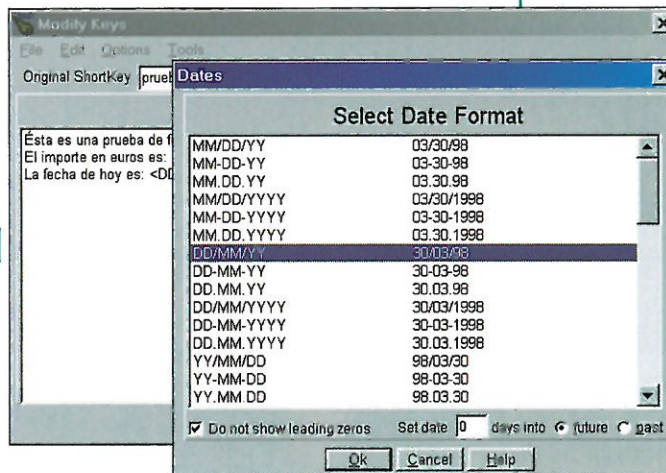 Modify Keys
File Edit Options Tools
Original ShortKey
Ésta es una prueba de
El importe en euros es:
La fecha de hoy es: <DD
Dates
Select Date Format
MM/DD/YY 03/30/98
MM-DD-YY 03-30-98
MM.DD.YY 03.30.98
MM/DD/YYYY 03/30/1998
MM-DD-YYYY 03-30-1998
MM.DD.YYYY 03.30.1998
DD/MM/YY 30/03/98
DD-MM-YY 30-03-98
DD.MM.YY 30.03.98
DD/MM/YYYY 30/03/1998
DD-MM-YYYY 30-03-1998
DD.MM.YYYY 30.03.1998
YY/MM/DD 98/03/30
YY-MM-DD 98-03-30
YY.MM.DD 98.03.30
Do not show leading zeros Set date 0 days into future past
Ok Cancel Help